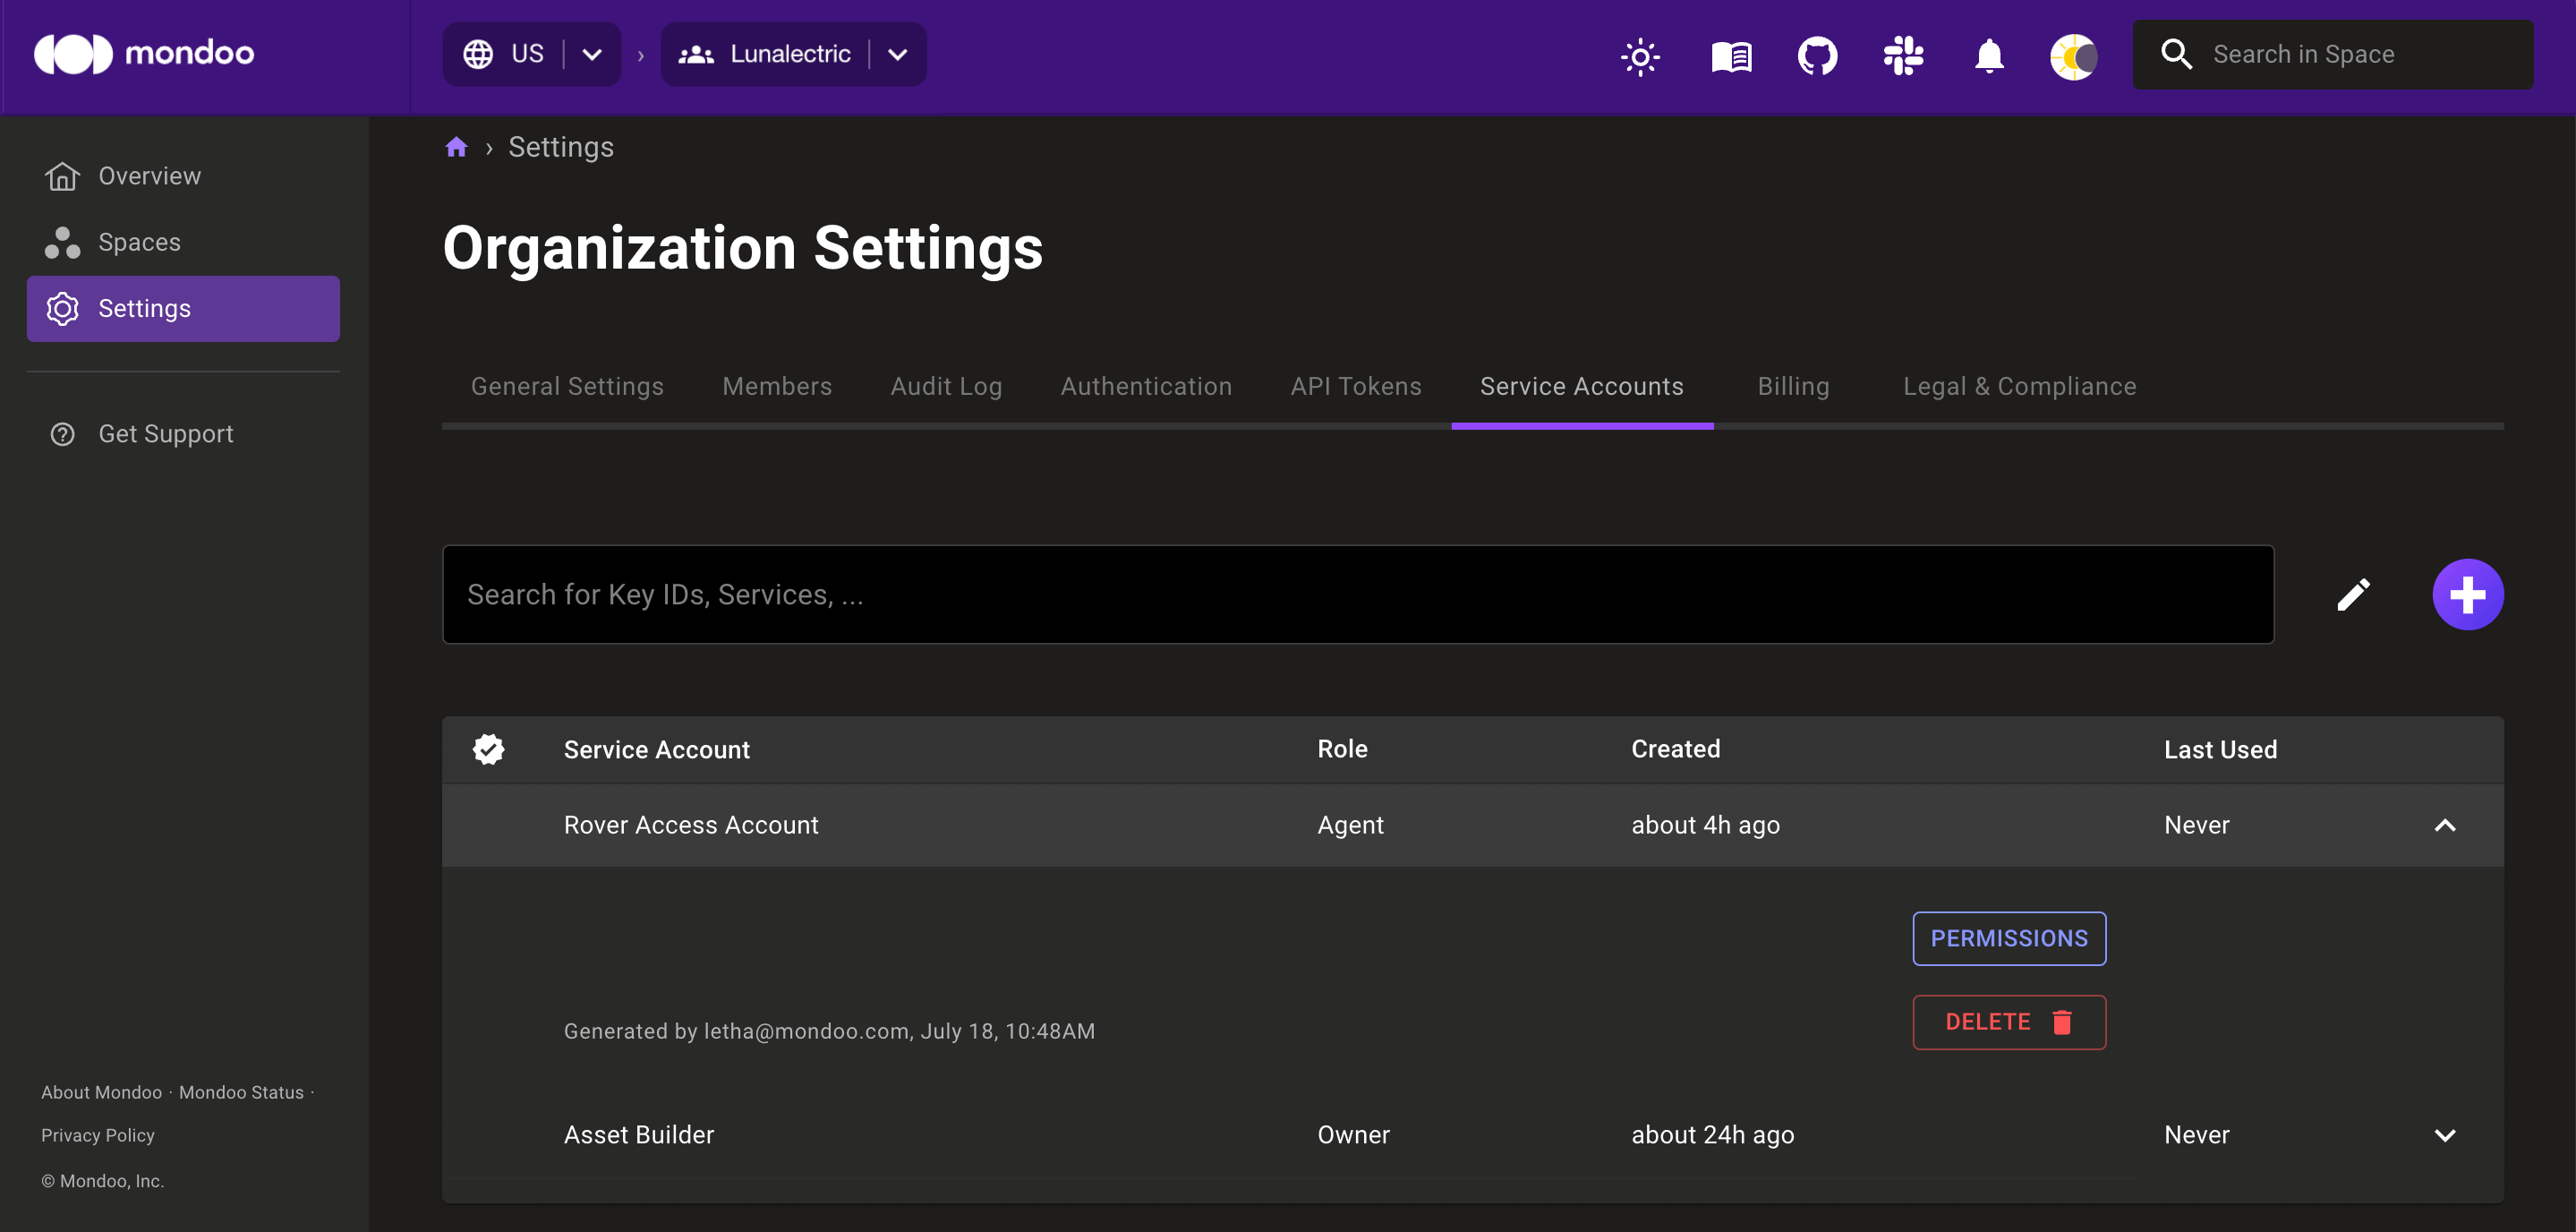 mondoo
US
Lunalectric
Search in Space
Overview
Spaces
Settings
Get Support
About Mondoo · Mondoo Status ·
Privacy Policy
© Mondoo, Inc.
› Settings
Organization Settings
General Settings Members Audit Log Authentication API Tokens Service Accounts Billing Legal & Compliance
Search for Key IDs, Services, ...
Service Account Role Created Last Used
Rover Access Account Agent about 4h ago Never
PERMISSIONS
Generated by letha@mondoo.com, July 18, 10:48AM
DELETE
Asset Builder Owner about 24h ago Never